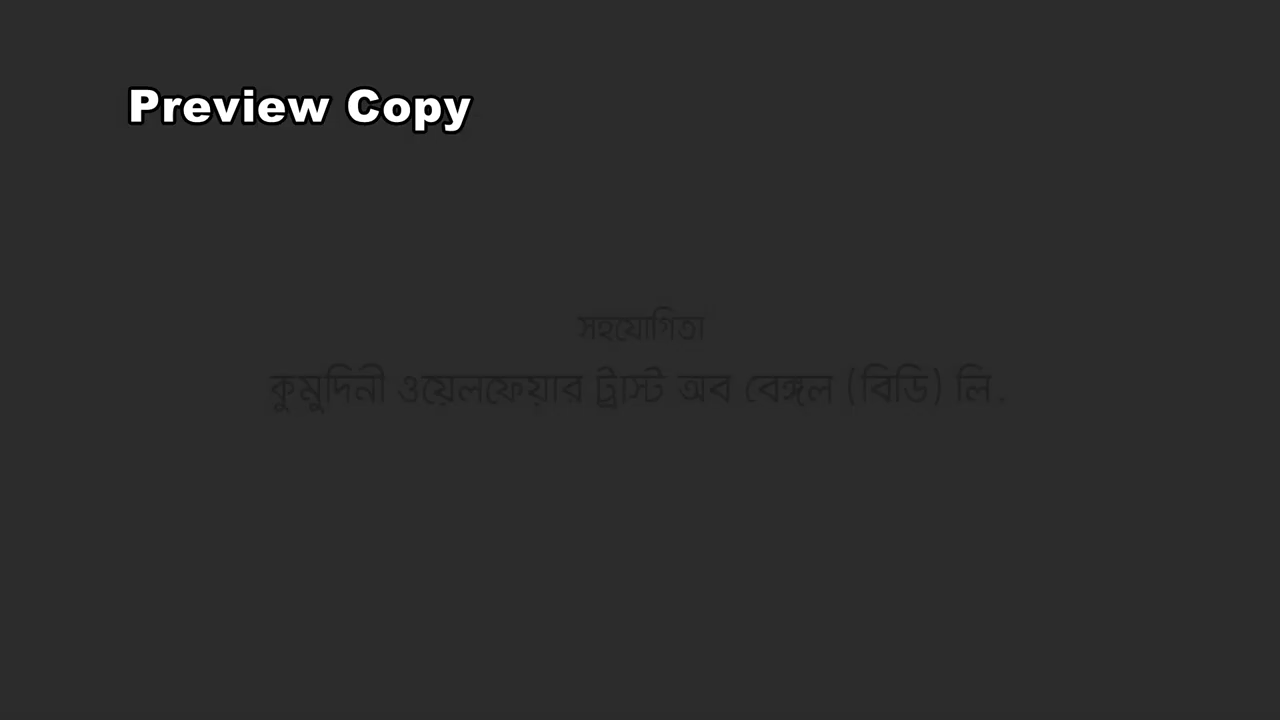 Preview Copy
সহযোগিতা
কুমুদিনী ওয়েলফেয়ার ট্রাস্ট অব বেঙ্গল (বিডি) লি.